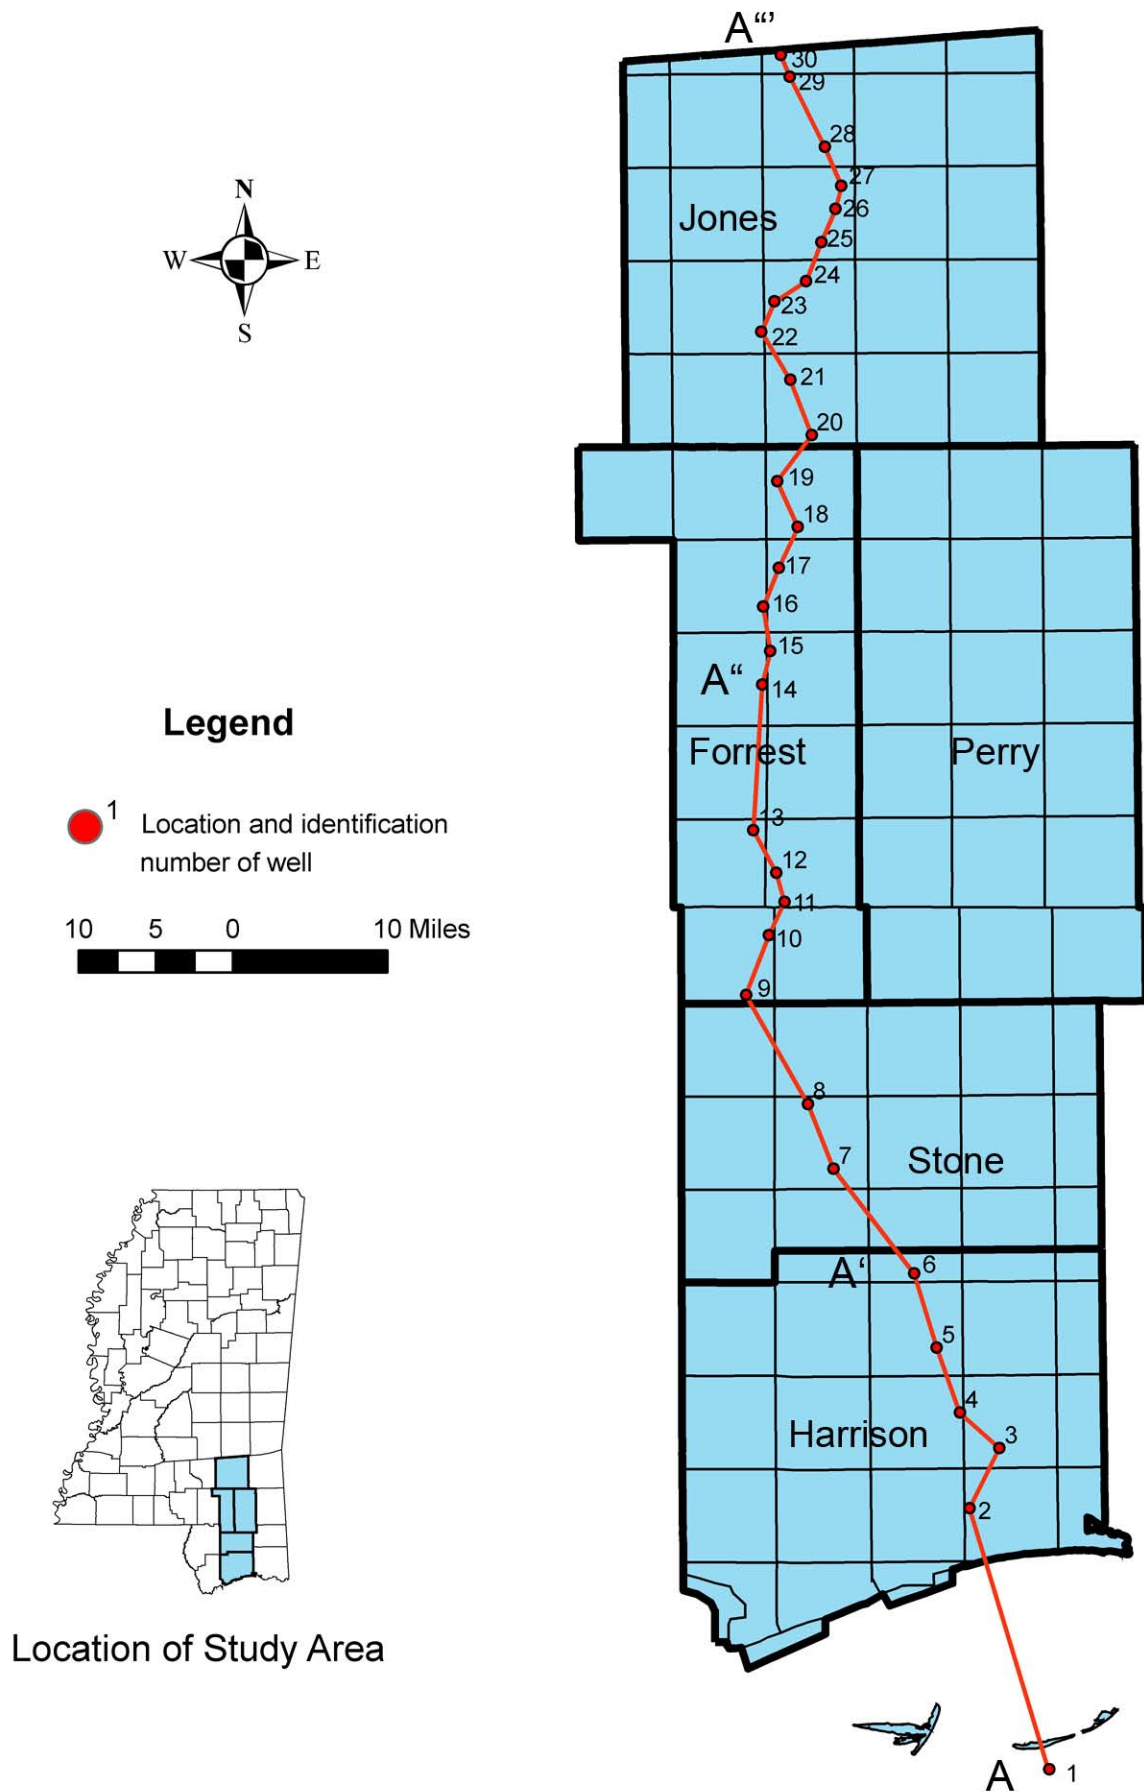 A“’
30
29
28
27
26
Jones
25
24
23
22
21
20
19
18
17
16
15
A“
14
Forrest
Perry
13
12
11
10
9
8
7
Stone
6
A‘
5
4
Harrison
3
2
A
1
N
W
E
S
Legend
1
Location and identification
number of well
10 5 0 10 Miles
Location of Study Area